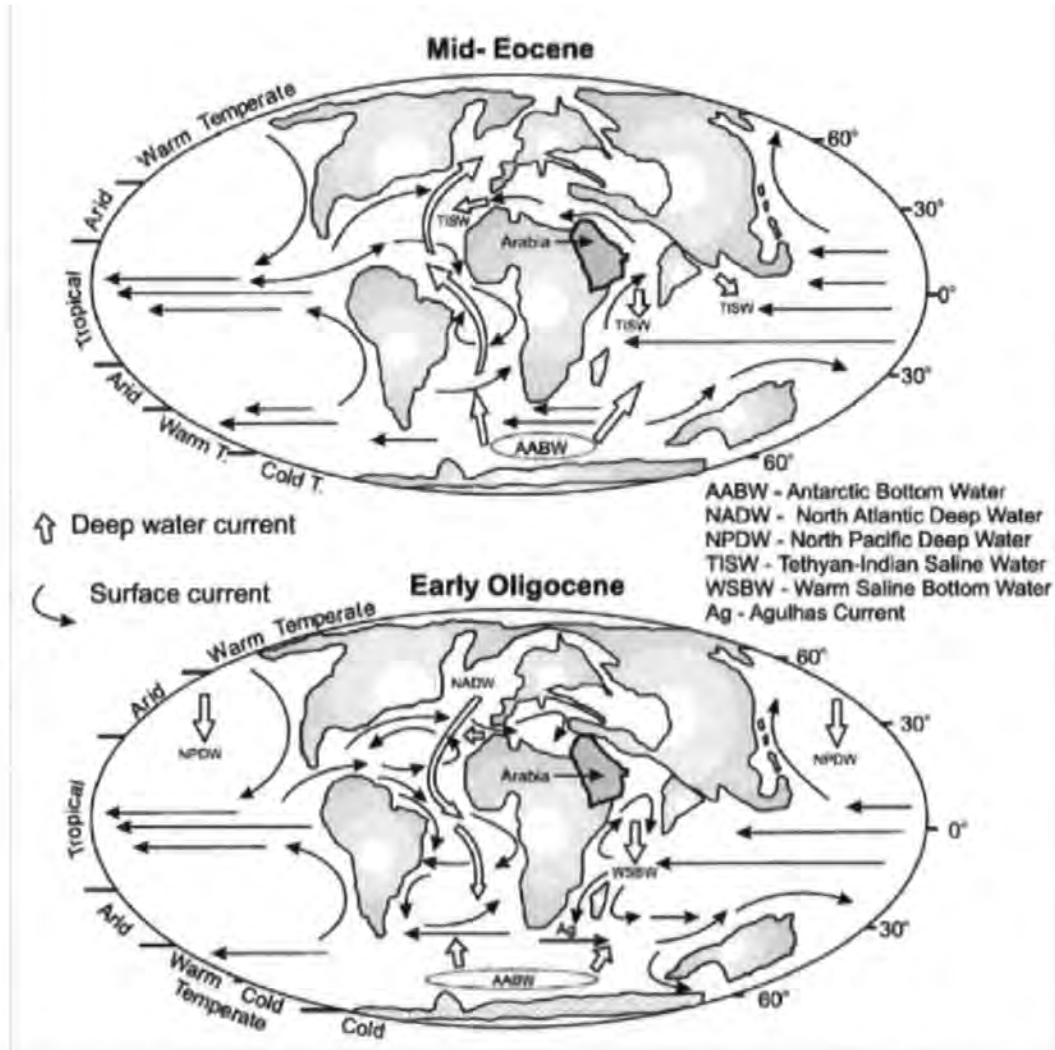 Mid- Eocene
Warm Temperate
60°
Arid
30°
TISW
Arabia
Tropical
0°
TISW
TISW
Arid
30°
Warm T.
AABW
Cold T.
60°
AABW - Antarctic Bottom Water
NADW - North Atlantic Deep Water
NPDW - North Pacific Deep Water
TISW - Tethyan-Indian Saline Water
WSBW - Warm Saline Bottom Water
Ag - Agulhas Current
Deep water current
Surface current
Early Oligocene
Warm Temperate
60°
Arid
NADW
30°
NPDW
NPDW
Arabia
Tropical
0°
WSBW
Arid
Ag
30°
Warm Cold
Temperate
AABW
60°
Cold